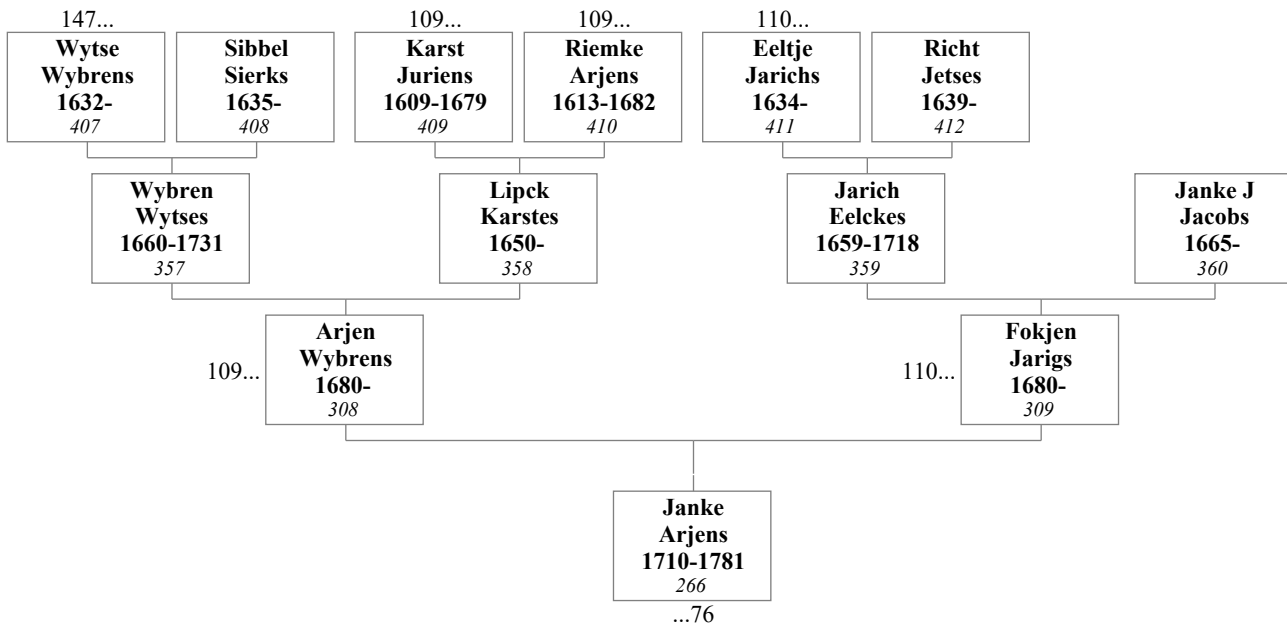 147...
109...
109...
110...
Wytse
Wybrens
1632-
407
Sibbel
Sierks
1635-
408
Karst
Juriens
1609-1679
409
Riemke
Arjens
1613-1682
410
Eeltje
Jarichs
1634-
411
Richt
Jetses
1639-
412
Wybren
Wytses
1660-1731
357
Lipck
Karstes
1650-
358
Jarich
Eelckes
1659-1718
359
Janke J
Jacobs
1665-
360
109...
Arjen
Wybrens
1680-
308
110...
Fokjen
Jarigs
1680-
309
Janke
Arjens
1710-1781
266
...76